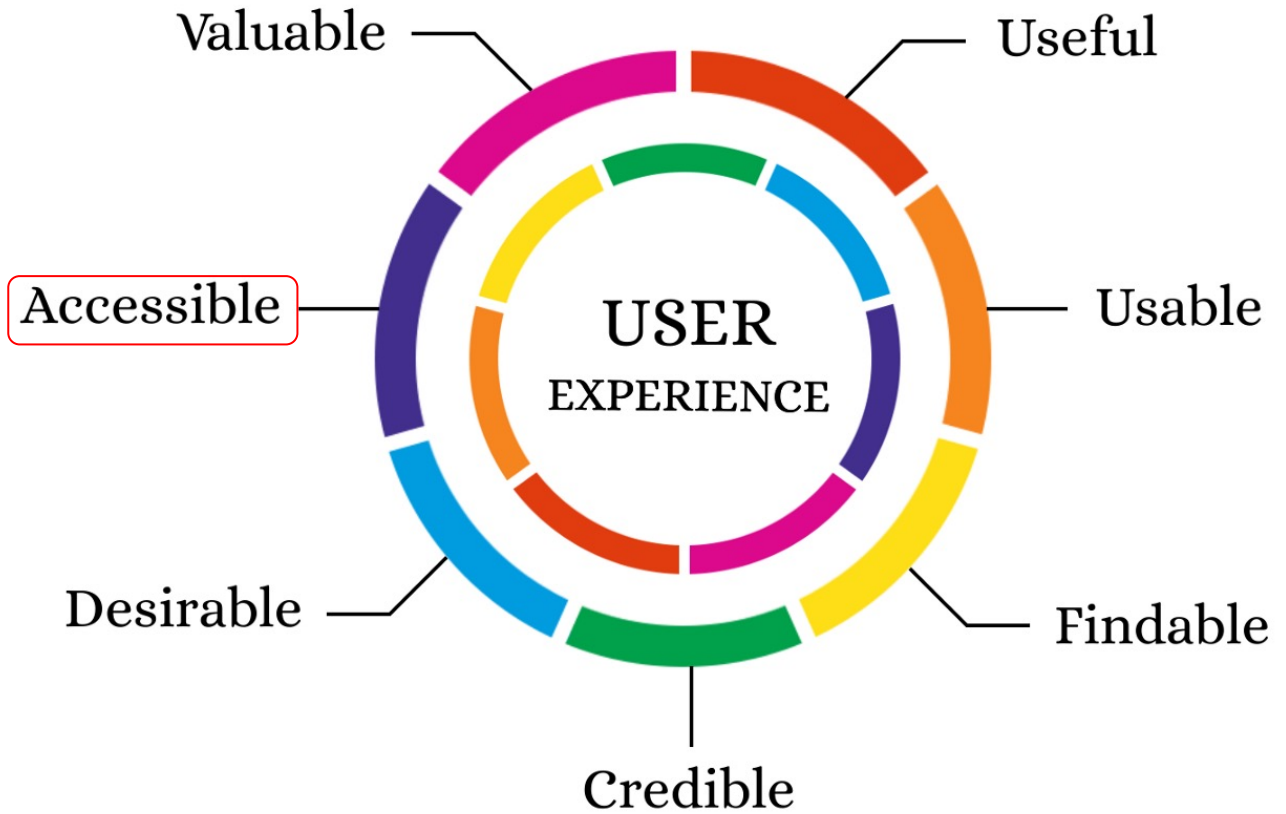 Valuable
Useful
Accessible
USER
EXPERIENCE
Usable
Desirable
Findable
Credible